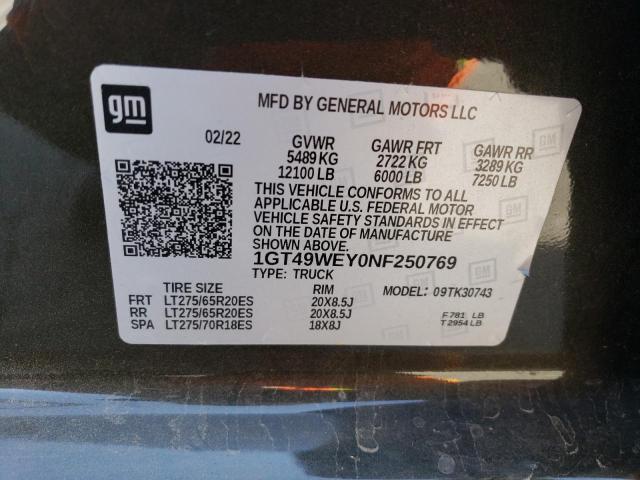 gm
MFD BY GENERAL MOTORS LLC
02/22 GVWR GAWR FRT GAWR RR
5489 KG 2722 KG 3289 KG
12100 LB 6000 LB 7250 LB
THIS VEHICLE CONFORMS TO ALL
APPLICABLE U.S. FEDERAL MOTOR
VEHICLE SAFETY STANDARDS IN EFFECT
ON THE DATE OF MANUFACTURE
SHOWN ABOVE.
1GT49WEY0NF250769
TYPE: TRUCK
TIRE SIZE RIM MODEL: 09TK30743
FRT LT275/65R20ES 20X8.5J
RR LT275/65R20ES 20X8.5J F 781 LB
SPA LT275/70R18ES 18X8J T 2954 LB